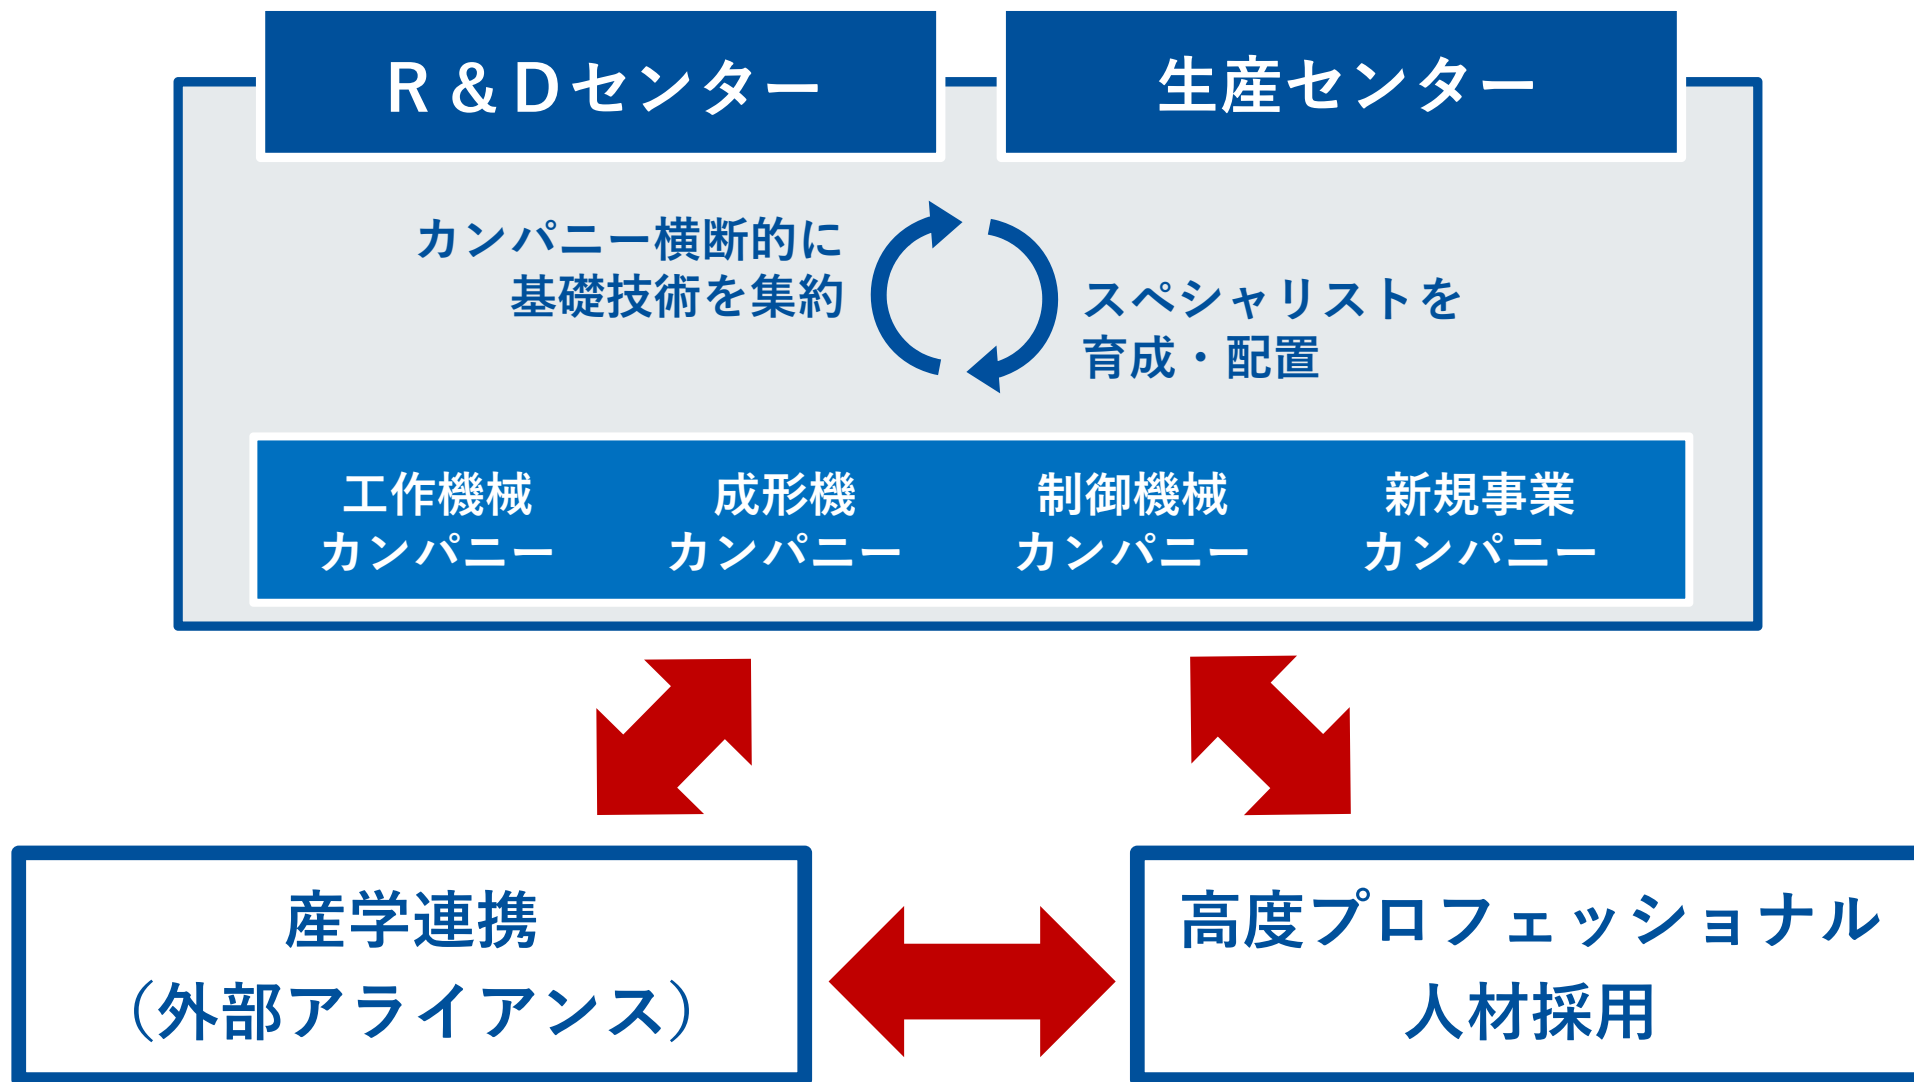 R&Dセンター
生産センター
カンパニー横断的に
基礎技術を集約
スペシャリストを
育成・配置
工作機械
カンパニー
成形機
カンパニー
制御機械
カンパニー
新規事業
カンパニー
産学連携
（外部アライアンス）
高度プロフェッショナル
人材採用